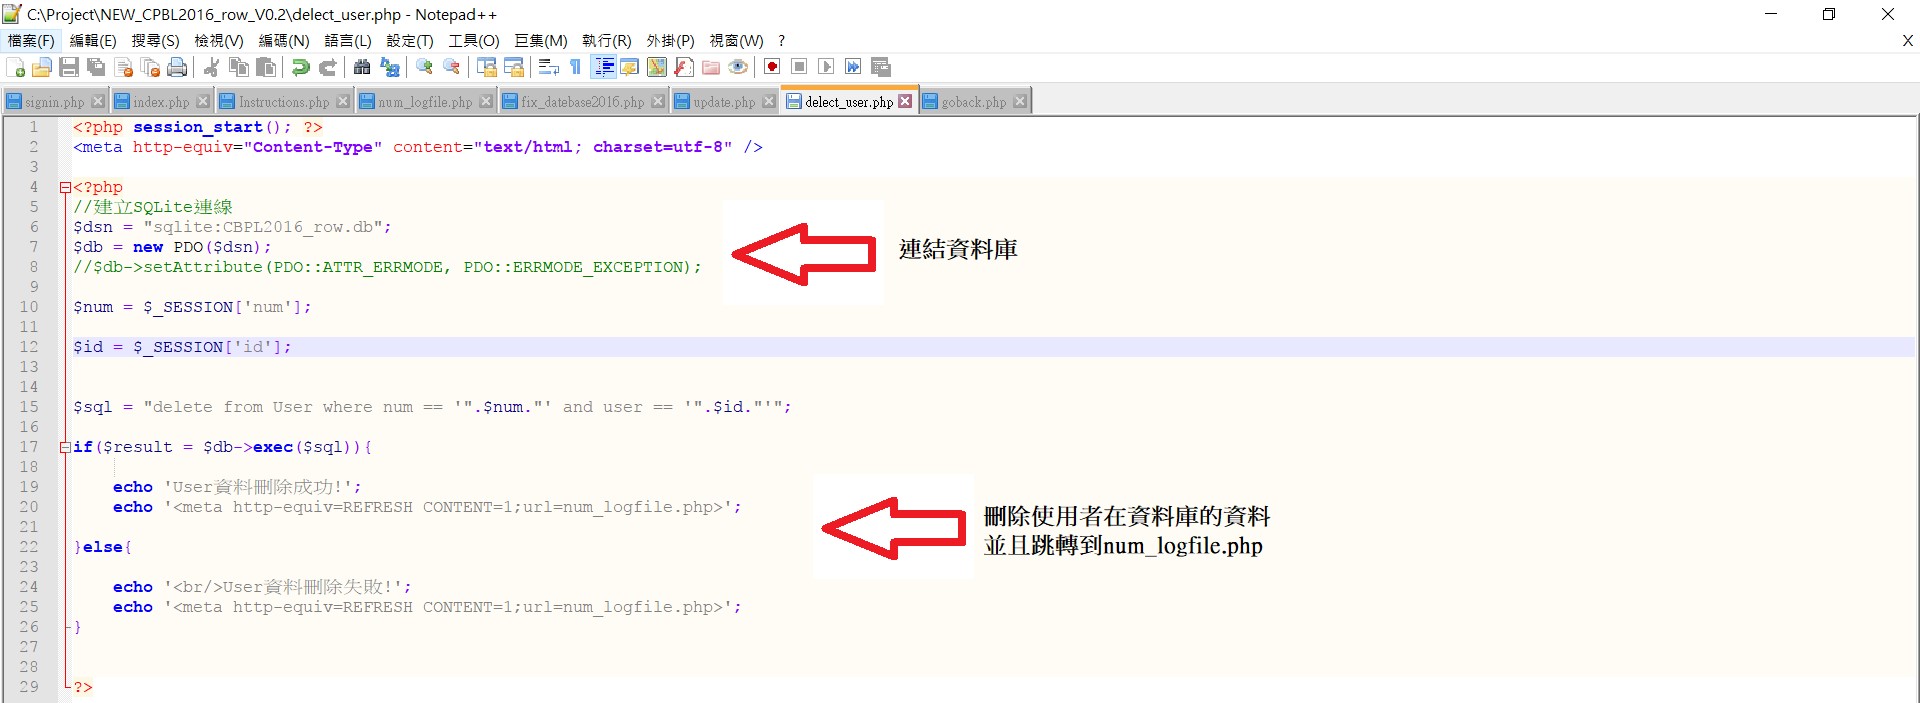 C:\Project\NEW_CPBL2016_row_V0.2\delect_user.php - Notepad++
檔案(F) 編輯(E) 搜尋(S) 檢視(V) 編碼(N) 語言(L) 設定(T) 工具(O) 巨集(M) 執行(R) 外掛(P) 視窗(W) ? X
signin.php index.php Instructions.php num_logfile.php fix_datebase2016.php update.php delect_user.php goback.php
1 <?php session_start(); ?>
2 <meta http-equiv="Content-Type" content="text/html; charset=utf-8" />
3
4 <?php
5 //建立SQLite連線
6 $dsn = "sqlite:CBPL2016_row.db";
7 $db = new PDO($dsn);
連結資料庫
8 //$db->setAttribute(PDO::ATTR_ERRMODE, PDO::ERRMODE_EXCEPTION);
9
10 $num = $_SESSION['num'];
11
12 $id = $_SESSION['id'];
13
14
15 $sql = "delete from User where num == '".$num."' and user == '".$id."'";
16
17 if($result = $db->exec($sql)){
18
19 echo 'User資料刪除成功!';
20 echo '<meta http-equiv=REFRESH CONTENT=1;url=num_logfile.php>';
刪除使用者在資料庫的資料
並且跳轉到num_logfile.php
21
22 }else{
23
24 echo '<br/>User資料刪除失敗!';
25 echo '<meta http-equiv=REFRESH CONTENT=1;url=num_logfile.php>';
26 }
27
28
29 ?>